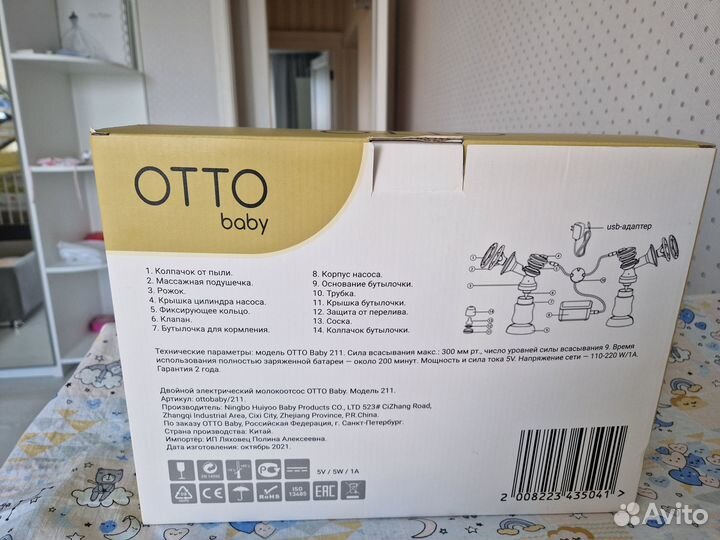 OTTO
baby
usb-адаптер
1. Колпачок от пыли.
2. Массажная подушечка.
3. Рожок.
4. Крышка цилиндра насоса.
5. Фиксирующее кольцо.
6. Клапан.
7. Бутылочка для кормления.
8. Корпус насоса.
9. Основание бутылочки.
10. Трубка.
11. Крышка бутылочки.
12. Защита от перелива.
13. Соска.
14. Колпачок бутылочки.
Технические параметры: модель OTTO Baby 211. Сила всасывания макс.: 300 мм рт., число уровней силы всасывания 9. Время
использования полностью заряженной батареи — около 200 минут. Мощность и сила тока 5V. Напряжение сети — 110-220 W/1A.
Гарантия 2 года.
Двойной электрический молокоотсос OTTO Baby. Модель 211.
Артикул: ottobaby/211.
Производитель: Ningbo Huiyoo Baby Products CO., LTD 523# CiZhang Road,
Zhangqi Industrial Area, Cixi City, Zhejiang Province, P.R.China.
По заказу OTTO Baby, Российская Федерация, г. Санкт-Петербург.
Страна производства: Китай.
Импортёр: ИП Ляховец Полина Алексеевна.
Дата изготовления: октябрь 2021.
5V / 5W / 1A
CE
RoHS
ISO
13485
EAC
2 008223 435041 >
Avito